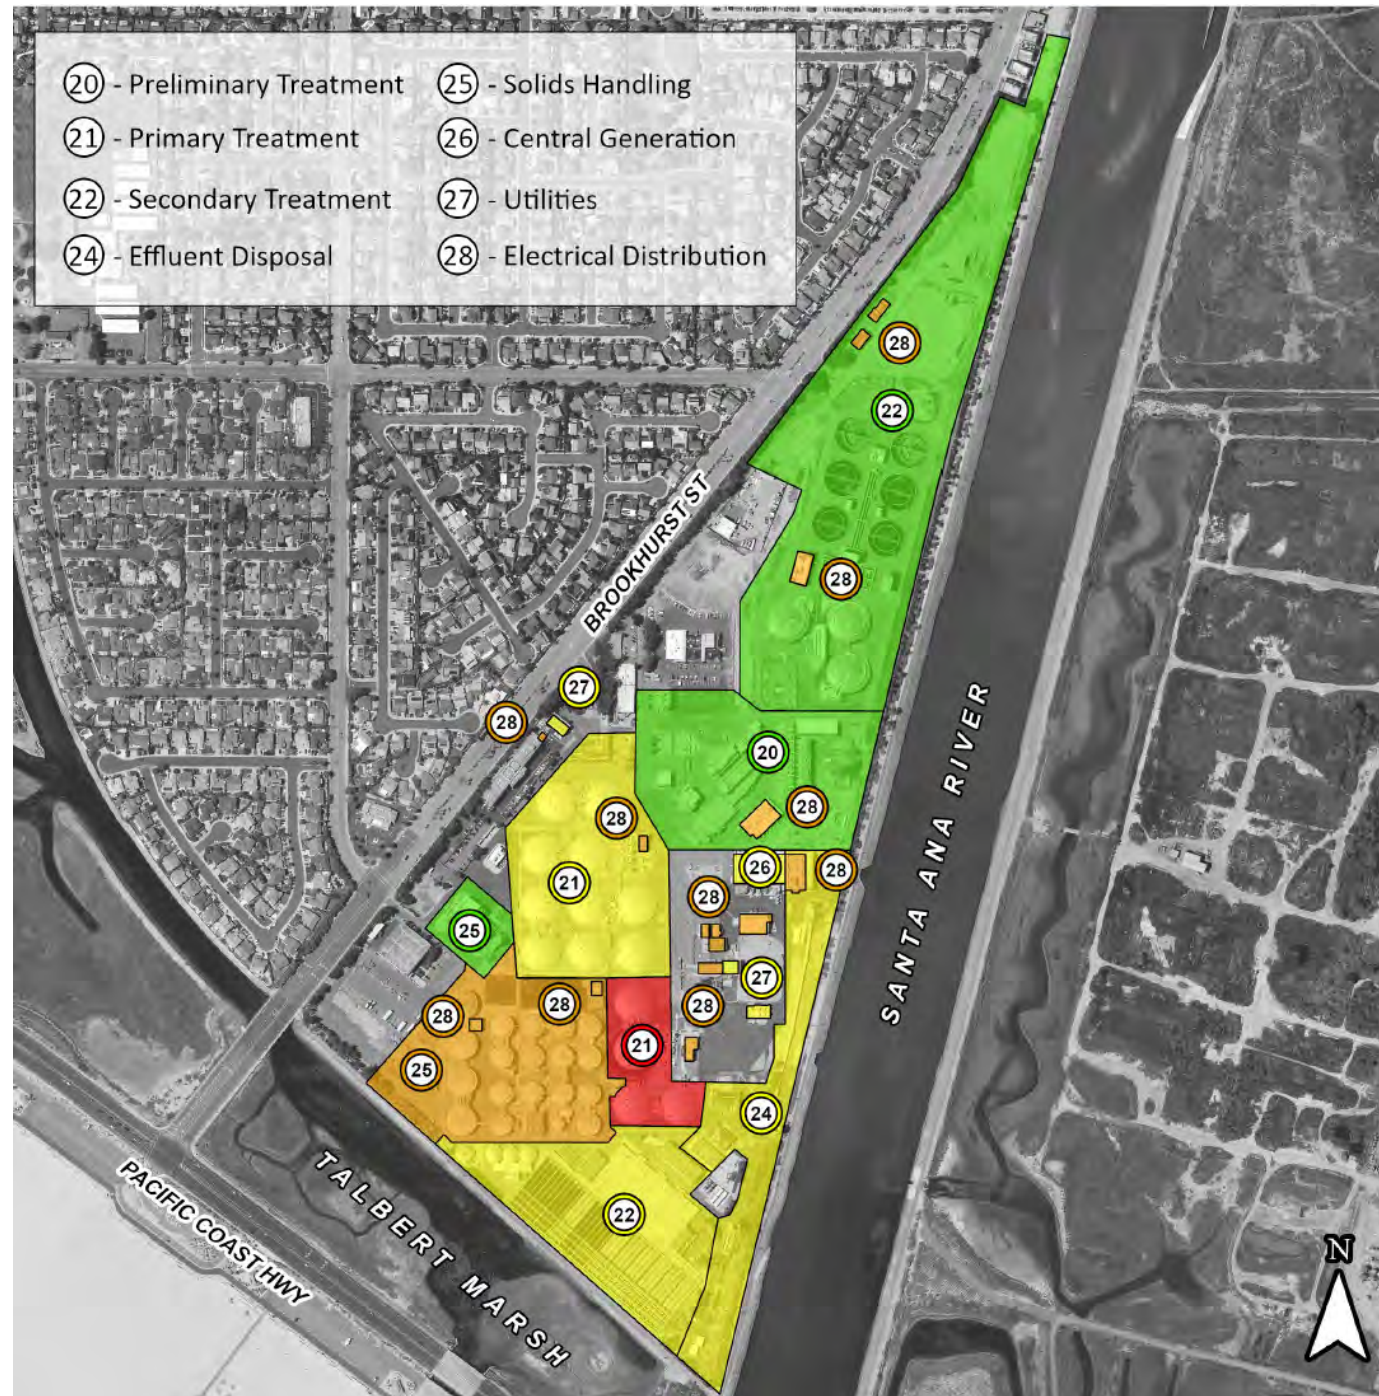 20 - Preliminary Treatment
21 - Primary Treatment
22 - Secondary Treatment
24 - Effluent Disposal
25 - Solids Handling
26 - Central Generation
27 - Utilities
28 - Electrical Distribution
28
22
BROOKHURST ST
28
27
28
SANTA ANA RIVER
20
28
28
26
28
21
28
25
27
28
28
28
21
25
24
TALBERT MARSH
PACIFIC COAST HWY
22
N